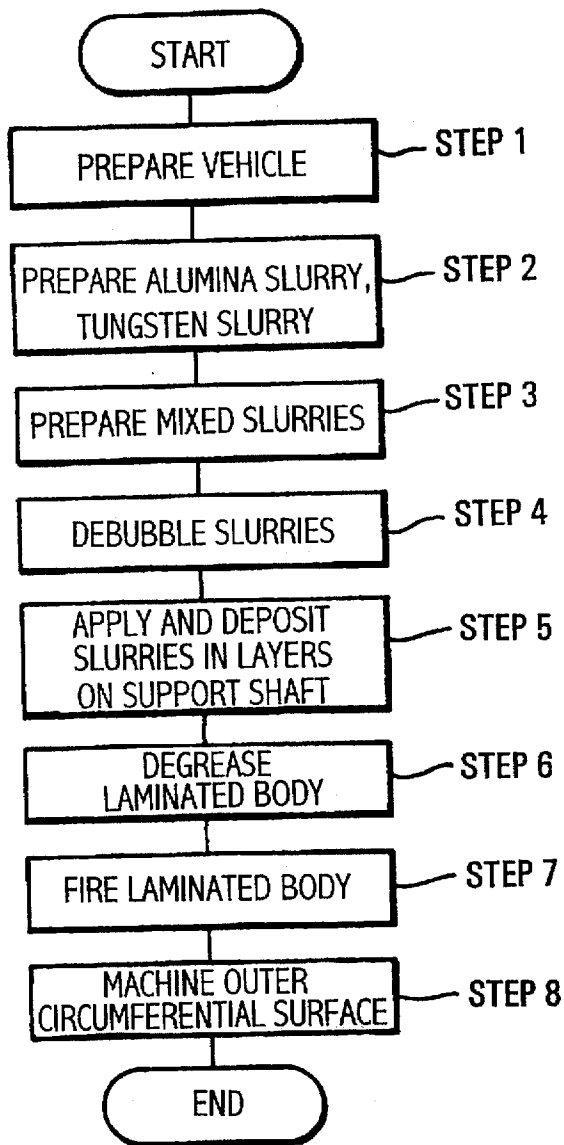 START
PREPARE VEHICLE
STEP 1
PREPARE ALUMINA SLURRY,
TUNGSTEN SLURRY
STEP 2
PREPARE MIXED SLURRIES
STEP 3
DEBUBBLE SLURRIES
STEP 4
APPLY AND DEPOSIT
SLURRIES IN LAYERS
ON SUPPORT SHAFT
STEP 5
DEGREASE
LAMINATED BODY
STEP 6
FIRE LAMINATED BODY
STEP 7
MACHINE OUTER
CIRCUMFERENTIAL SURFACE
STEP 8
END